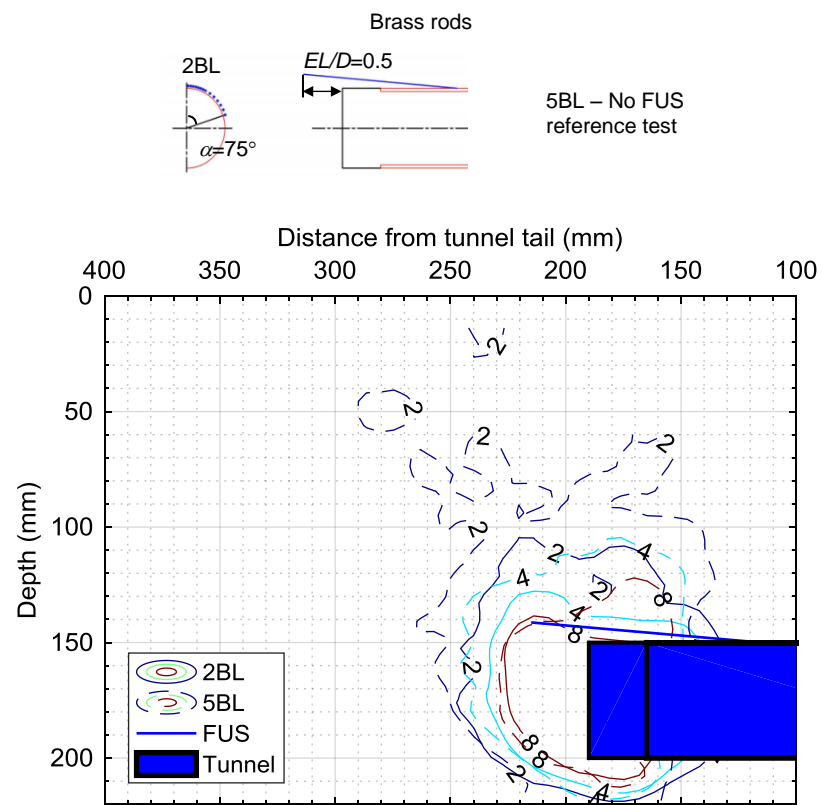 Brass rods
2BL
EL/D=0.5
α=75°
5BL – No FUS
reference test
Distance from tunnel tail (mm)
400 350 300 250 200 150 100
Depth (mm)
0
50
100
150
200
2
2
2
2
2
2
4
4
2
8
4
8
2
8
8
2
4
2BL
5BL
FUS
Tunnel